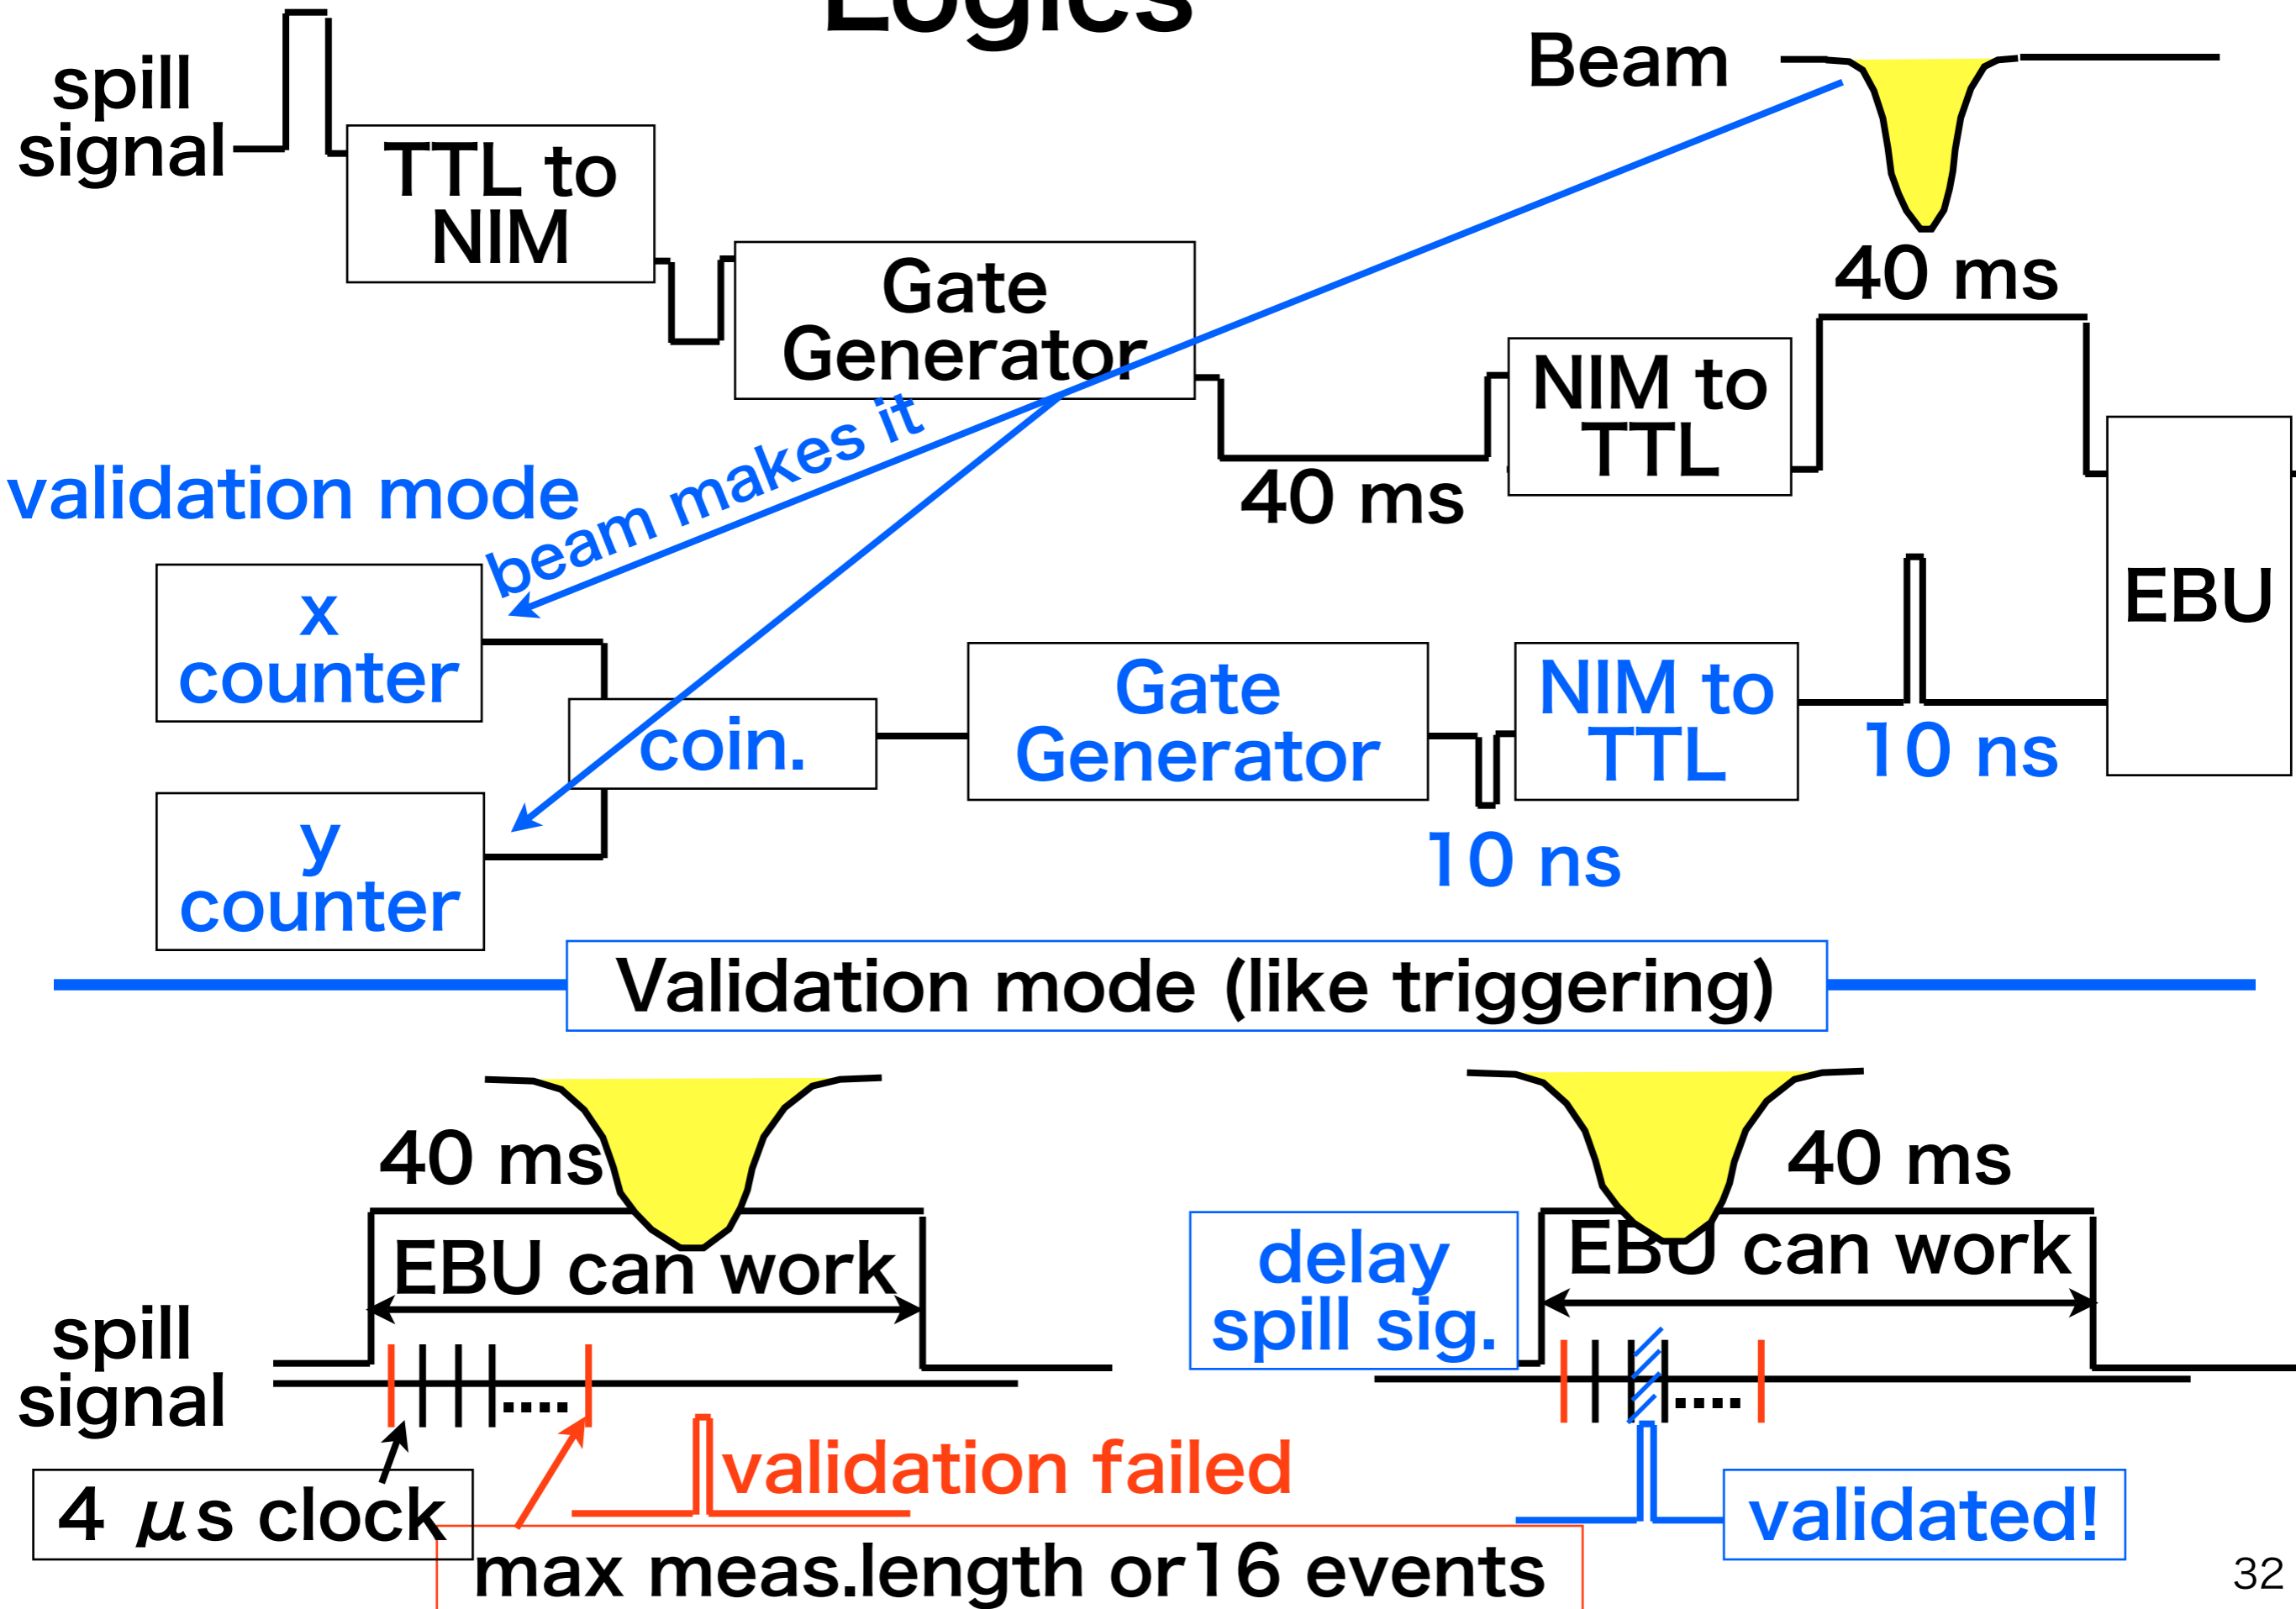 Logics
spill
signal
Beam
TTL to
NIM
Gate
Generator
40 ms
NIM to
TTL
40 ms
validation mode
beam makes it
x
counter
y
counter
coin.
Gate
Generator
10 ns
NIM to
TTL
10 ns
EBU
Validation mode (like triggering)
40 ms
EBU can work
spill
signal
4 μs clock
validation failed
max meas.length or16 events
delay
spill sig.
40 ms
EBU can work
validated!
32